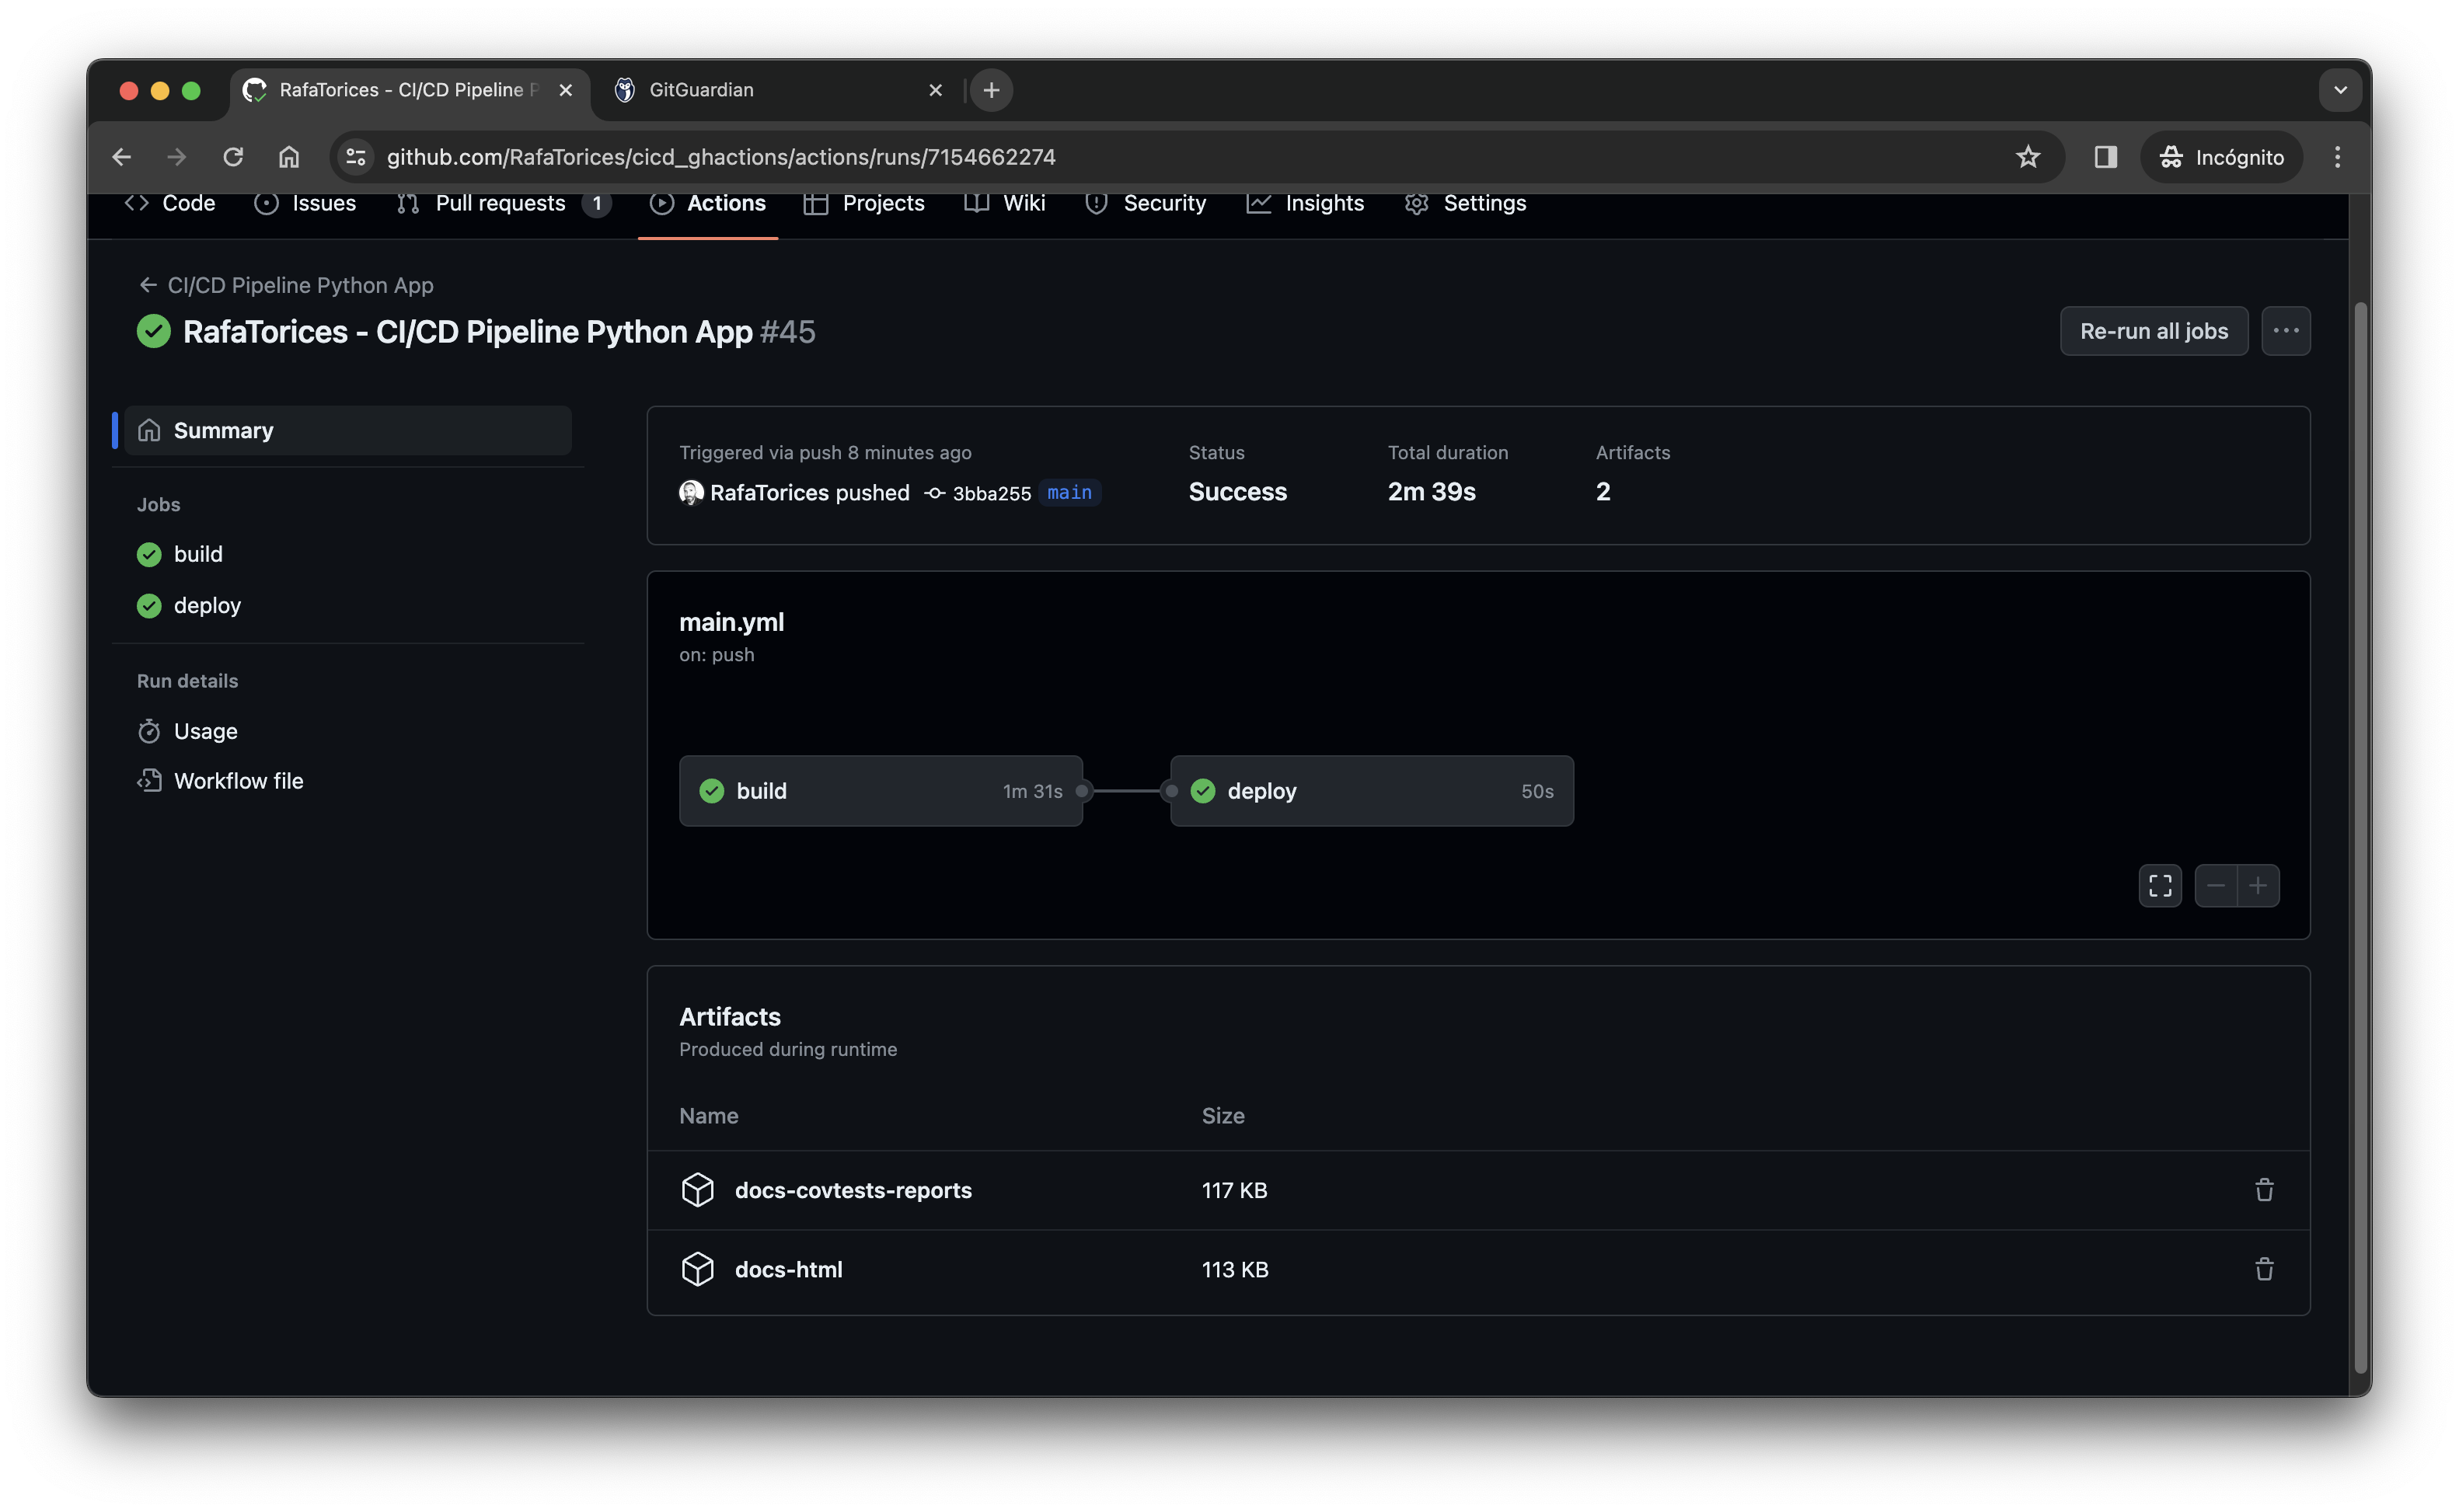 RafaTorices - CI/CD Pipeline P
GitGuardian
github.com/RafaTorices/cicd_ghactions/actions/runs/7154662274
Incógnito
Code Issues Pull requests 1 Actions Projects Wiki Security Insights Settings
CI/CD Pipeline Python App
RafaTorices - CI/CD Pipeline Python App #45
Re-run all jobs
Summary
Jobs
build
deploy
Run details
Usage
Workflow file
Triggered via push 8 minutes ago
RafaTorices pushed 3bba255 main
Status
Success
Total duration
2m 39s
Artifacts
2
main.yml
on: push
build 1m 31s
deploy 50s
Artifacts
Produced during runtime
Name Size
docs-covtests-reports 117 KB
docs-html 113 KB